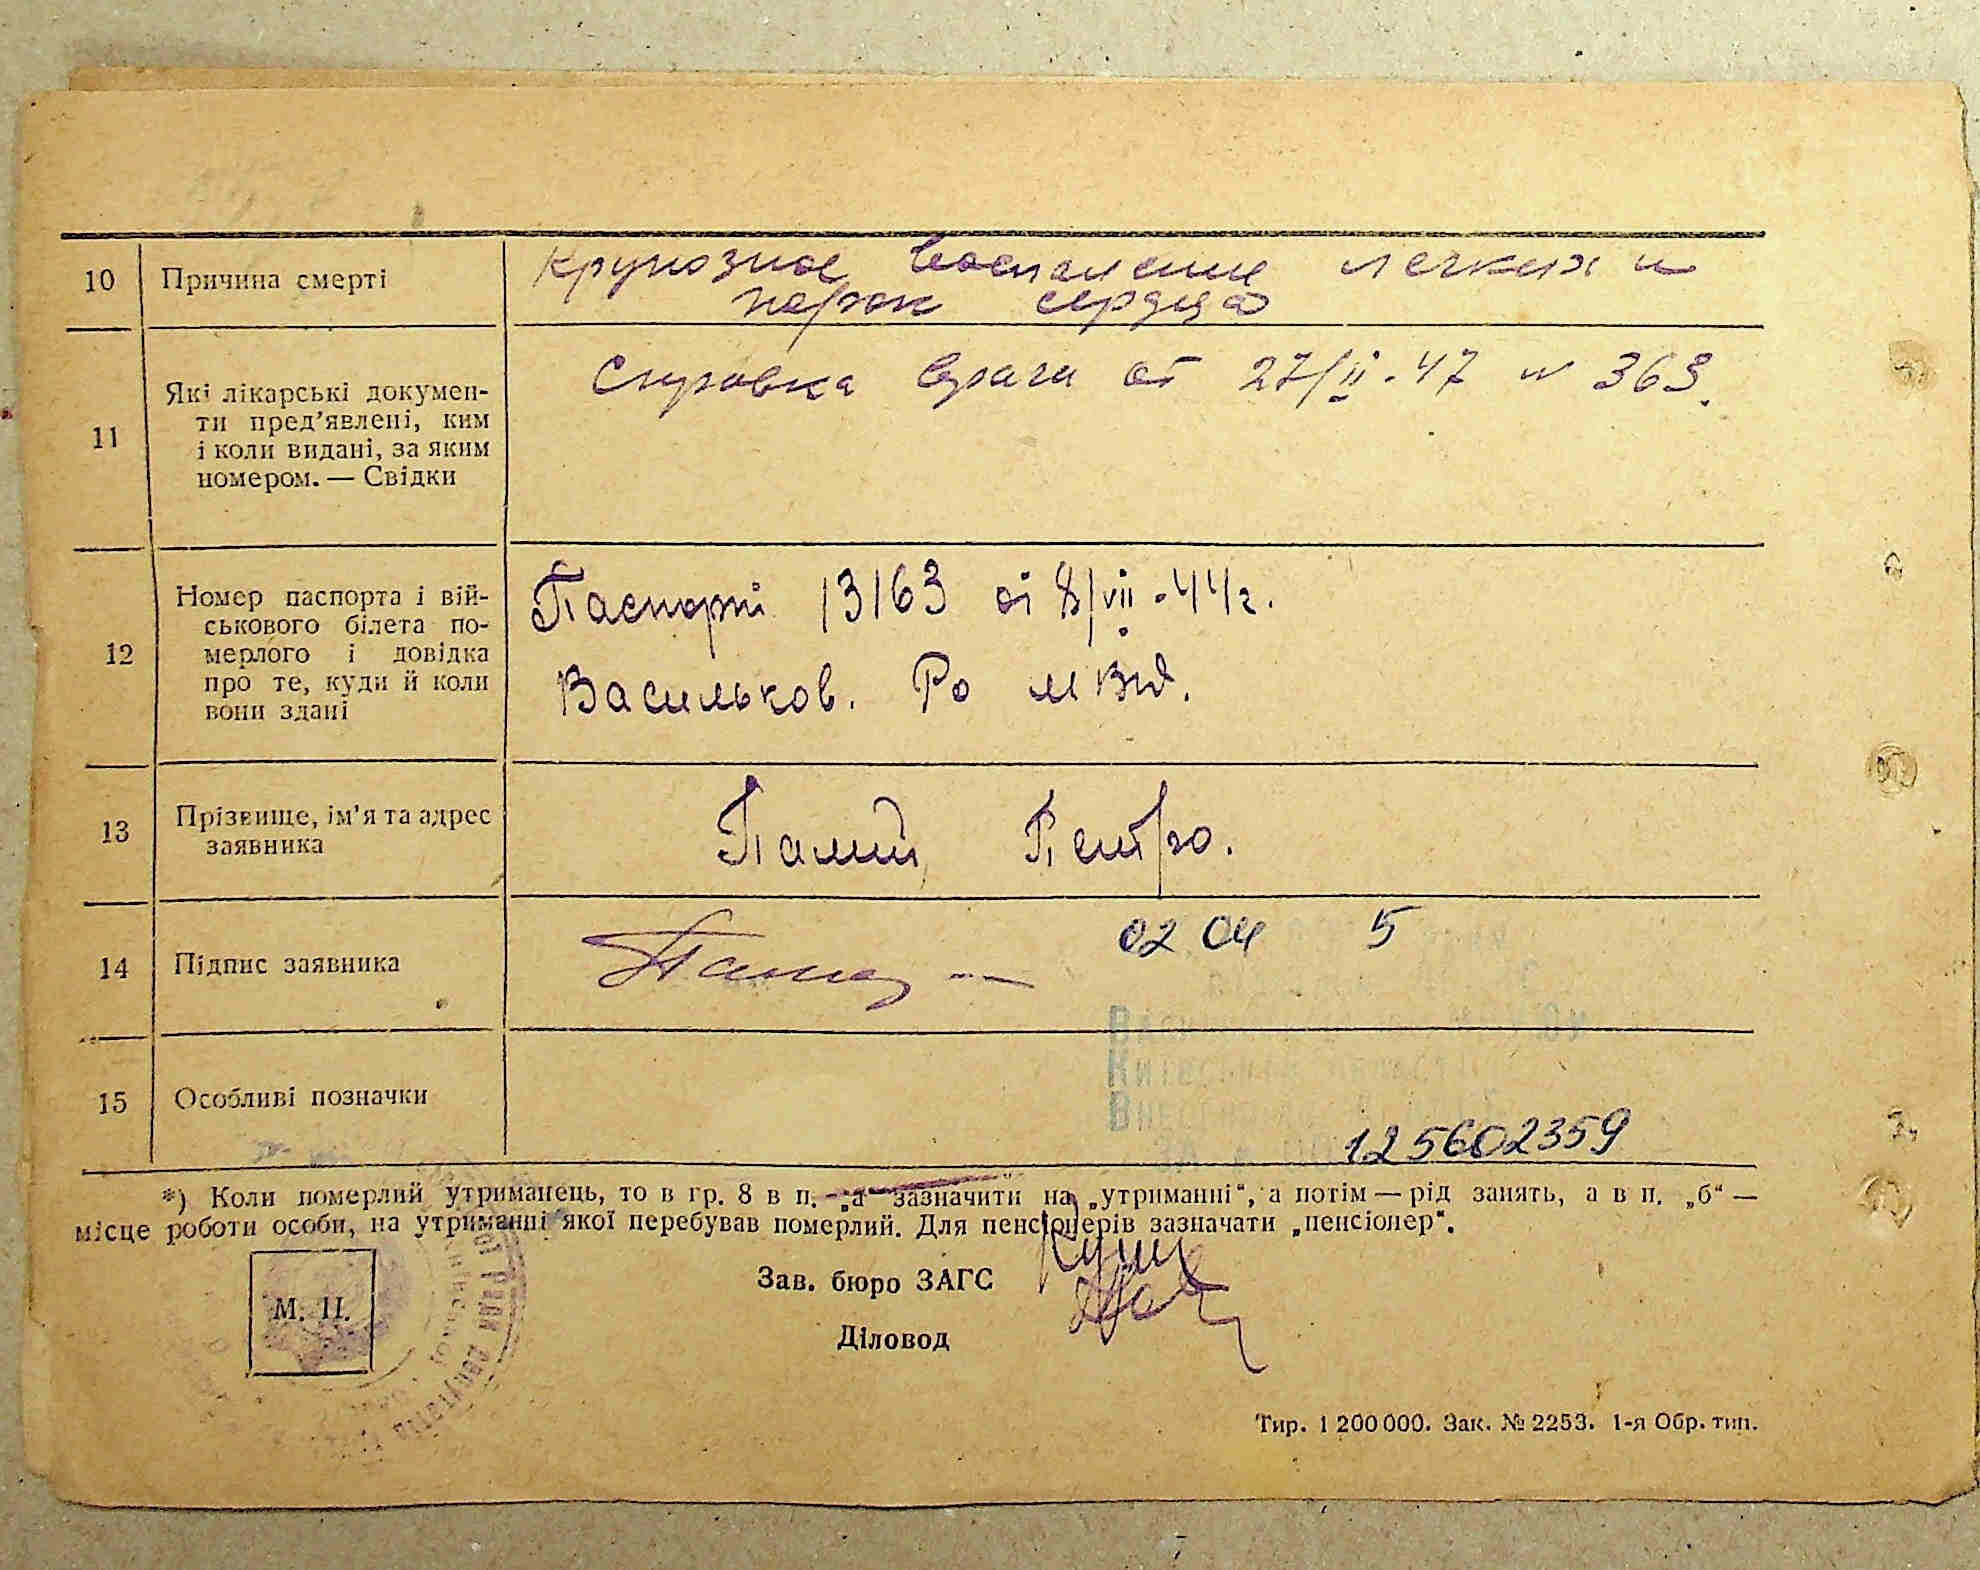 10 Причина смерті крупозное воспаление легких и
порок сердца
11 Які лікарські докумен-
ти пред’явлені, ким
і коли видані, за яким
номером. — Свідки
Справка врача от 27/II-47 N 363.
12 Номер паспорта і вій-
ськового білета по-
мерлого і довідка
про те, куди й коли
вони здані
Паспорт 13163 от 8/VII-44г.
Васильков. Ро МВД.
13 Прізвище, ім’я та адрес
заявника
Палий Петро.
14 Підпис заявника
02 04 5
15 Особливі позначки
125602359
*) Коли померлий утриманець, то в гр. 8 в п. „а“ зазначити на „утриманні“, а потім — рід занять, а в п. „б“ —
місце роботи особи, на утриманні якої перебував померлий. Для пенсіонерів зазначати „пенсіонер“.
М. П.
Зав. бюро ЗАГС
Діловод
Тир. 1 200 000. Зак. № 2253. 1-я Обр. тип.